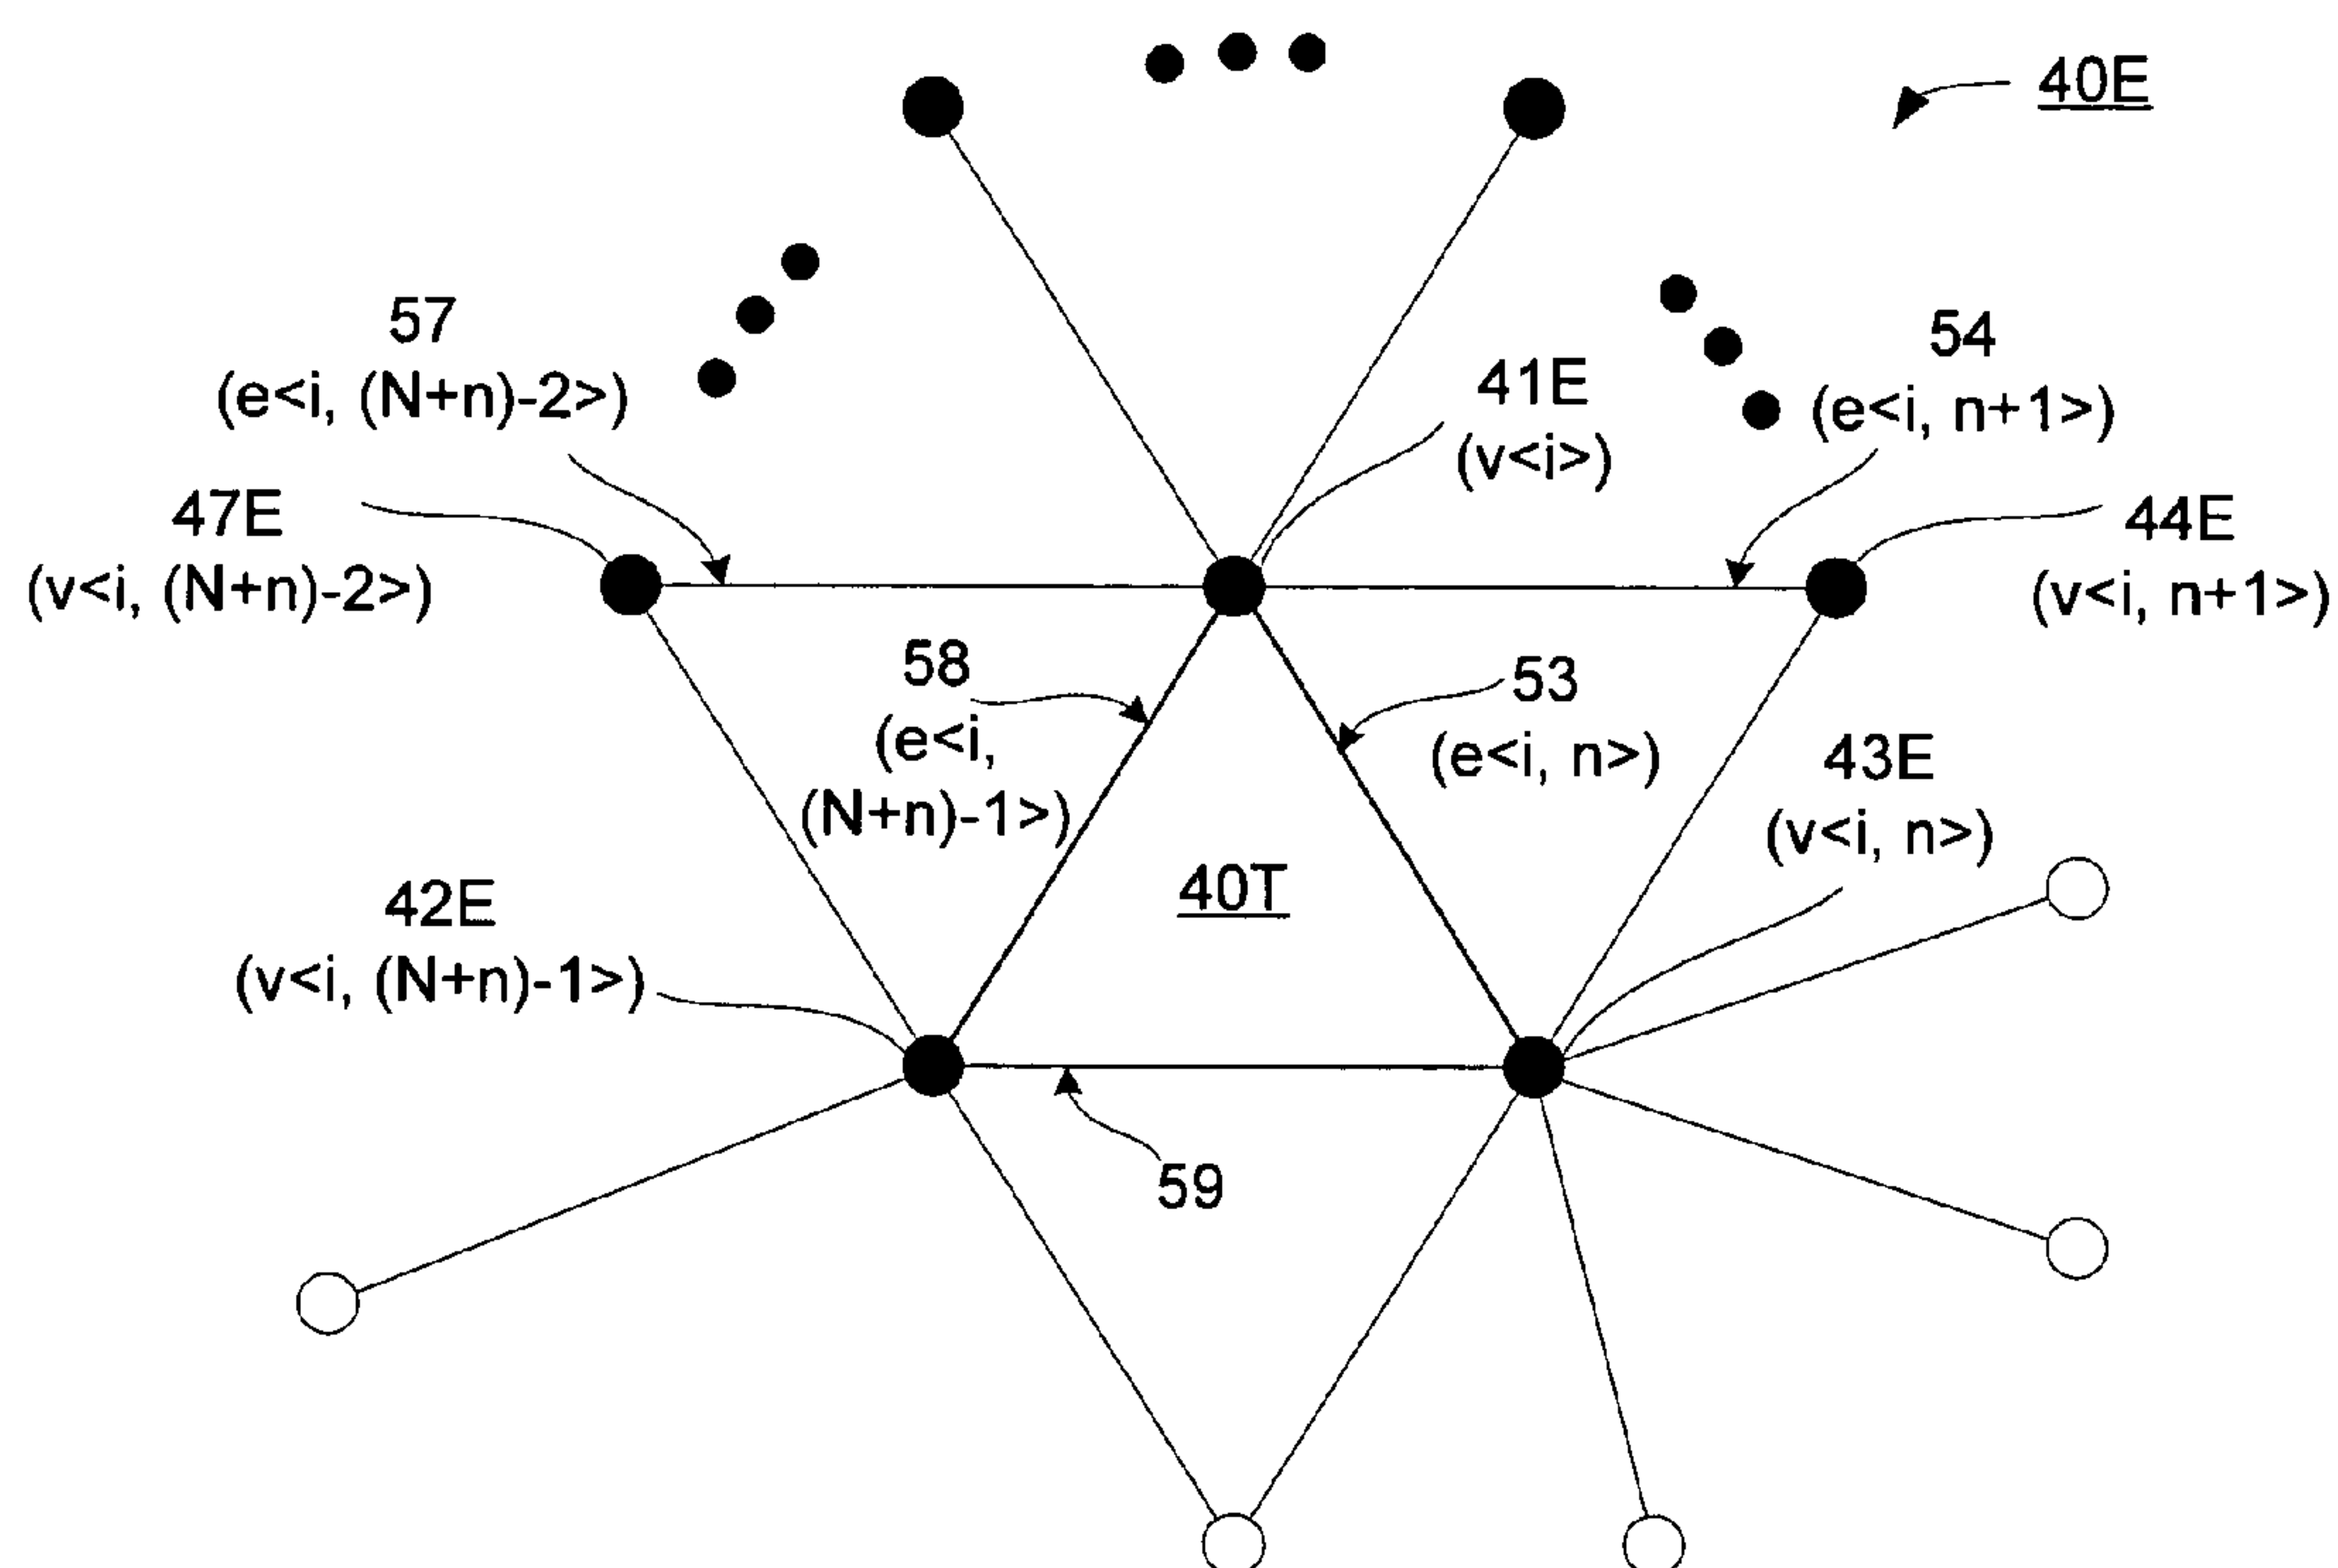 40E
57
(e<i, (N+n)-2>)
54
(e<i, n+1>)
41E
(v<i>)
47E
(v<i, (N+n)-2>)
44E
(v<i, n+1>)
58
(e<i,
(N+n)-1>)
53
(e<i, n>)
43E
(v<i, n>)
40T
42E
(v<i, (N+n)-1>)
59